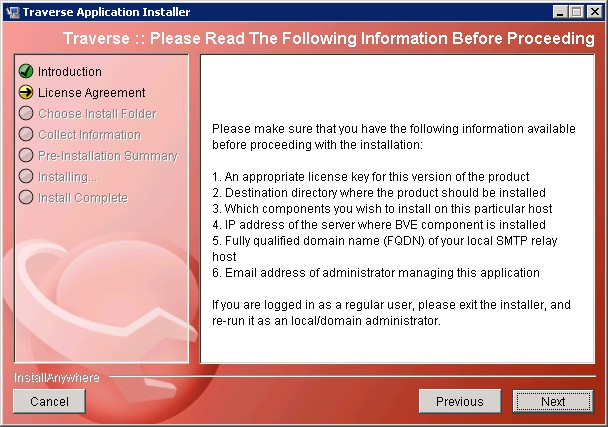 Traverse Application Installer
Traverse :: Please Read The Following Information Before Proceeding
Introduction
License Agreement
Choose Install Folder
Collect Information
Pre-Installation Summary
Installing...
Install Complete
Please make sure that you have the following information available
before proceeding with the installation:
1. An appropriate license key for this version of the product
2. Destination directory where the product should be installed
3. Which components you wish to install on this particular host
4. IP address of the server where BVE component is installed
5. Fully qualified domain name (FQDN) of your local SMTP relay
host
6. Email address of administrator managing this application
If you are logged in as a regular user, please exit the installer, and
re-run it as an local/domain administrator.
InstallAnywhere
Cancel
Previous
Next